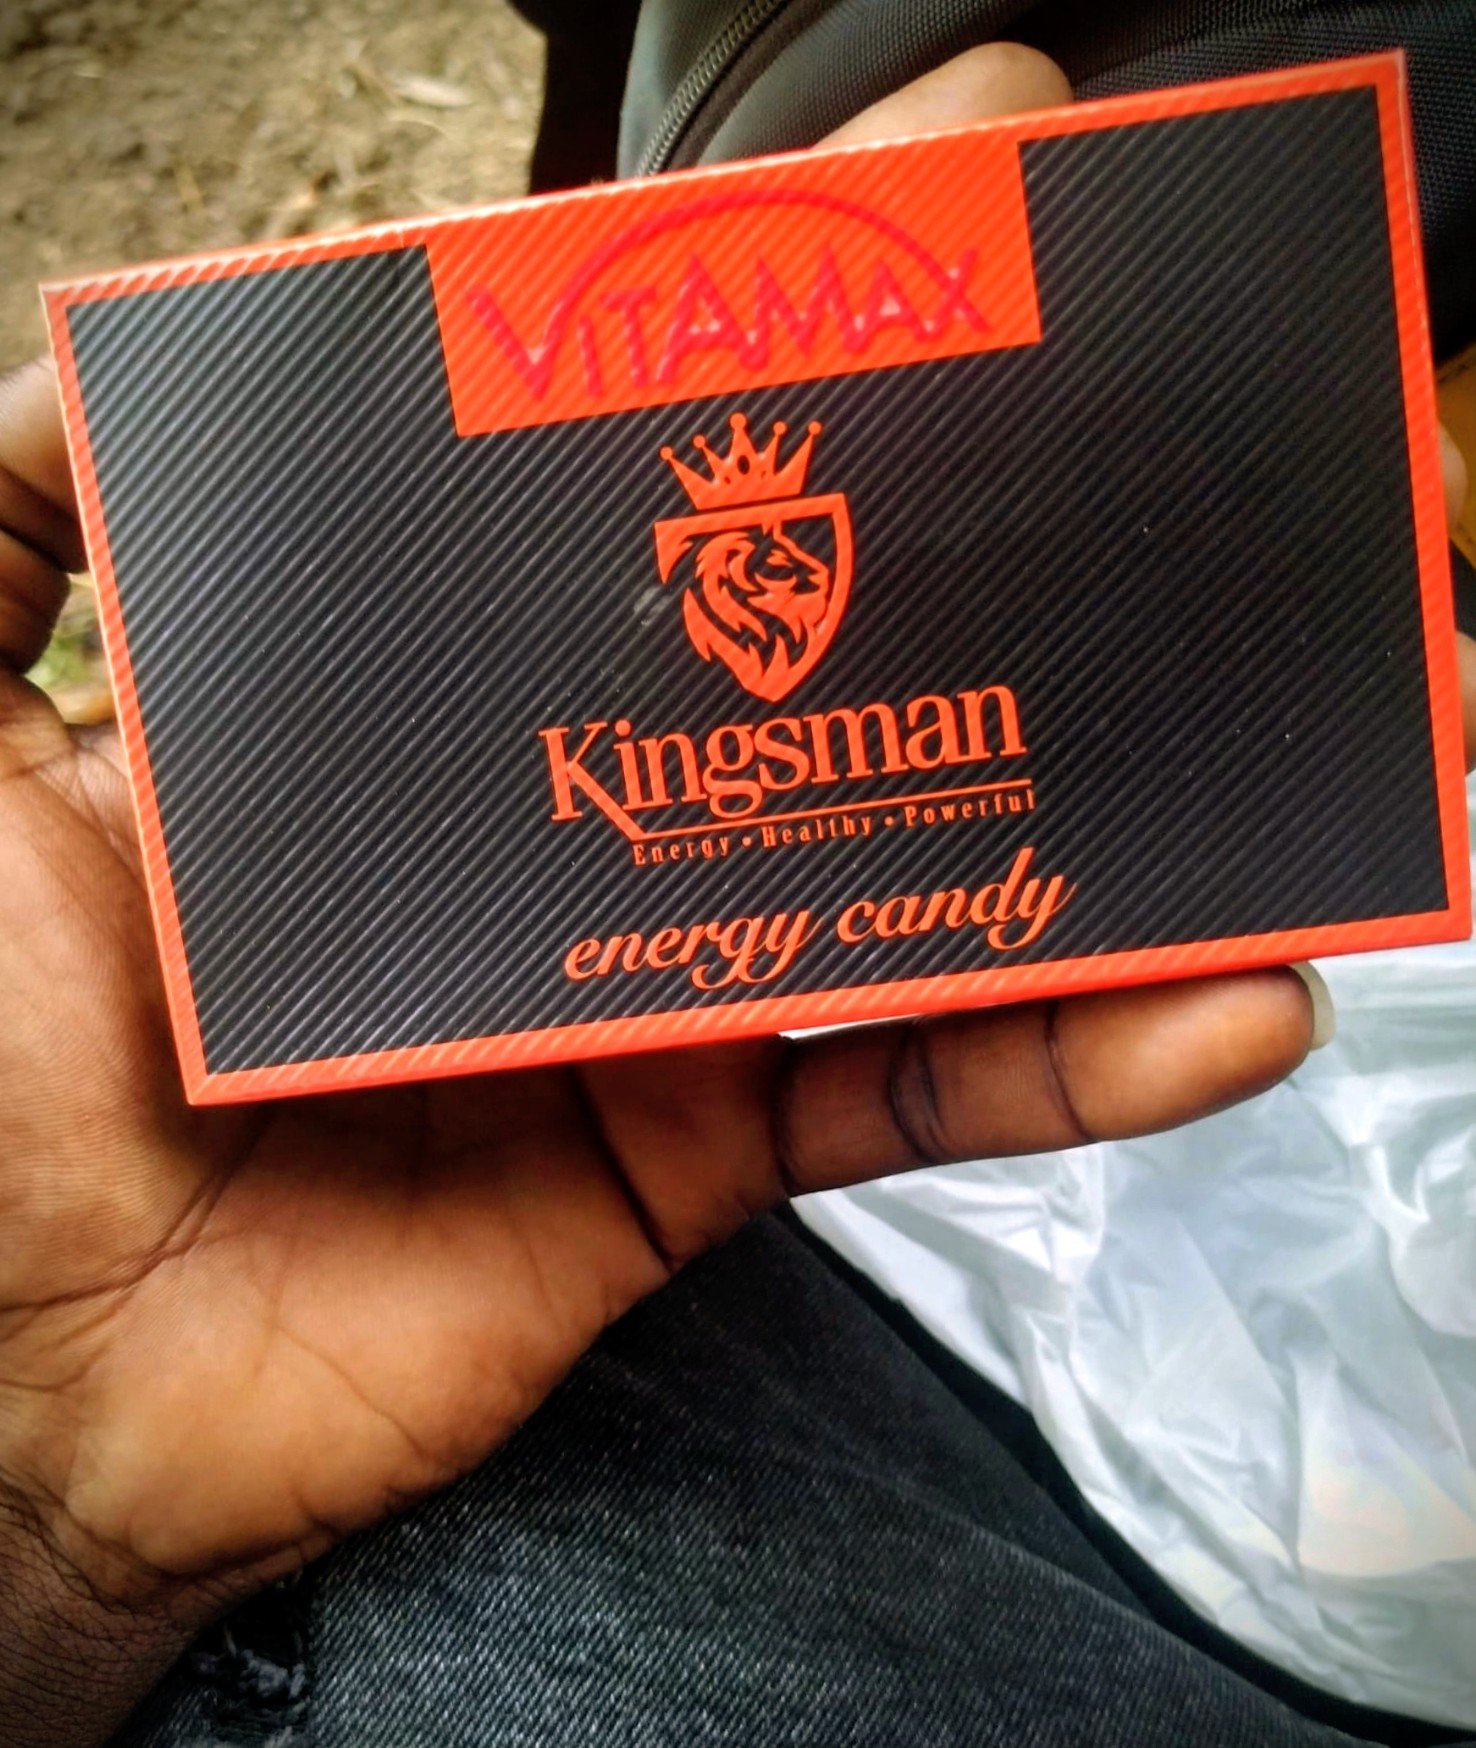 VITAMAX
Kingsman
Energy • Healthy • Powerful
energy candy